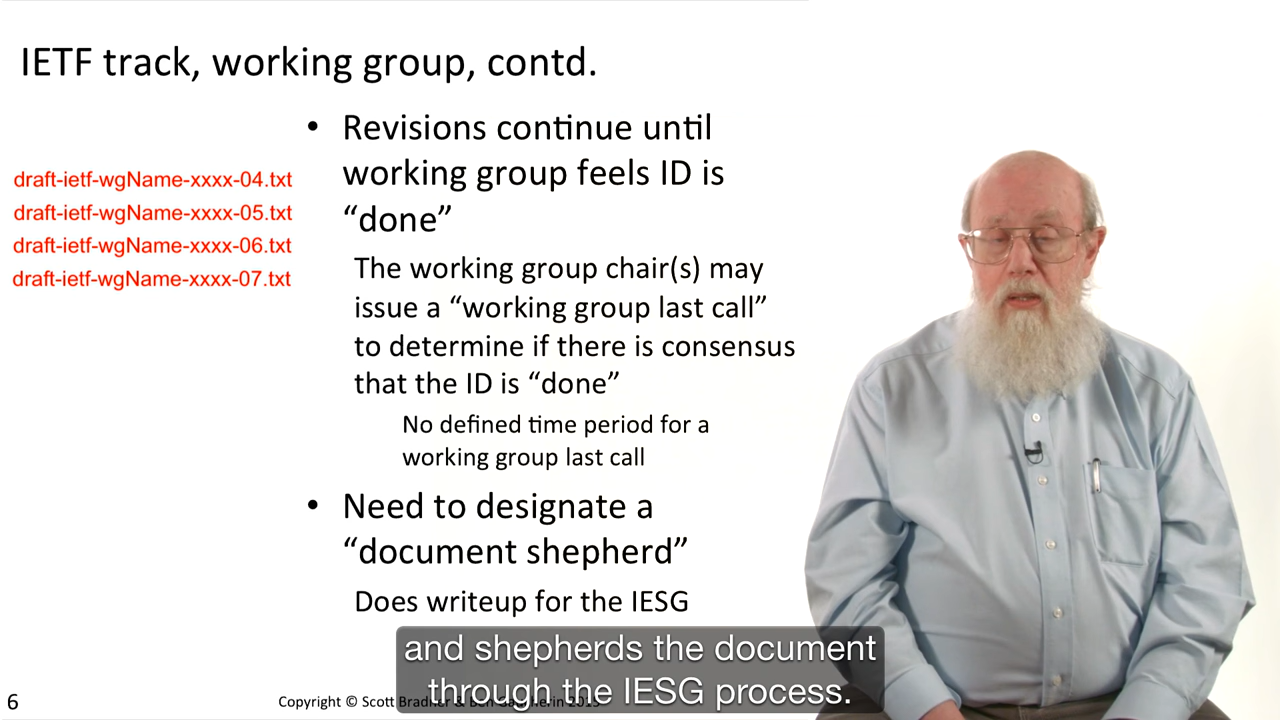 IETF track, working group, contd.
• Revisions continue until
working group feels ID is
“done”
draft-ietf-wgName-xxxx-04.txt
draft-ietf-wgName-xxxx-05.txt
draft-ietf-wgName-xxxx-06.txt
draft-ietf-wgName-xxxx-07.txt
The working group chair(s) may
issue a “working group last call”
to determine if there is consensus
that the ID is “done”
No defined time period for a
working group last call
• Need to designate a
“document shepherd”
Does writeup for the IESG
and shepherds the document
through the IESG process.
6
Copyright © Scott Bradner &